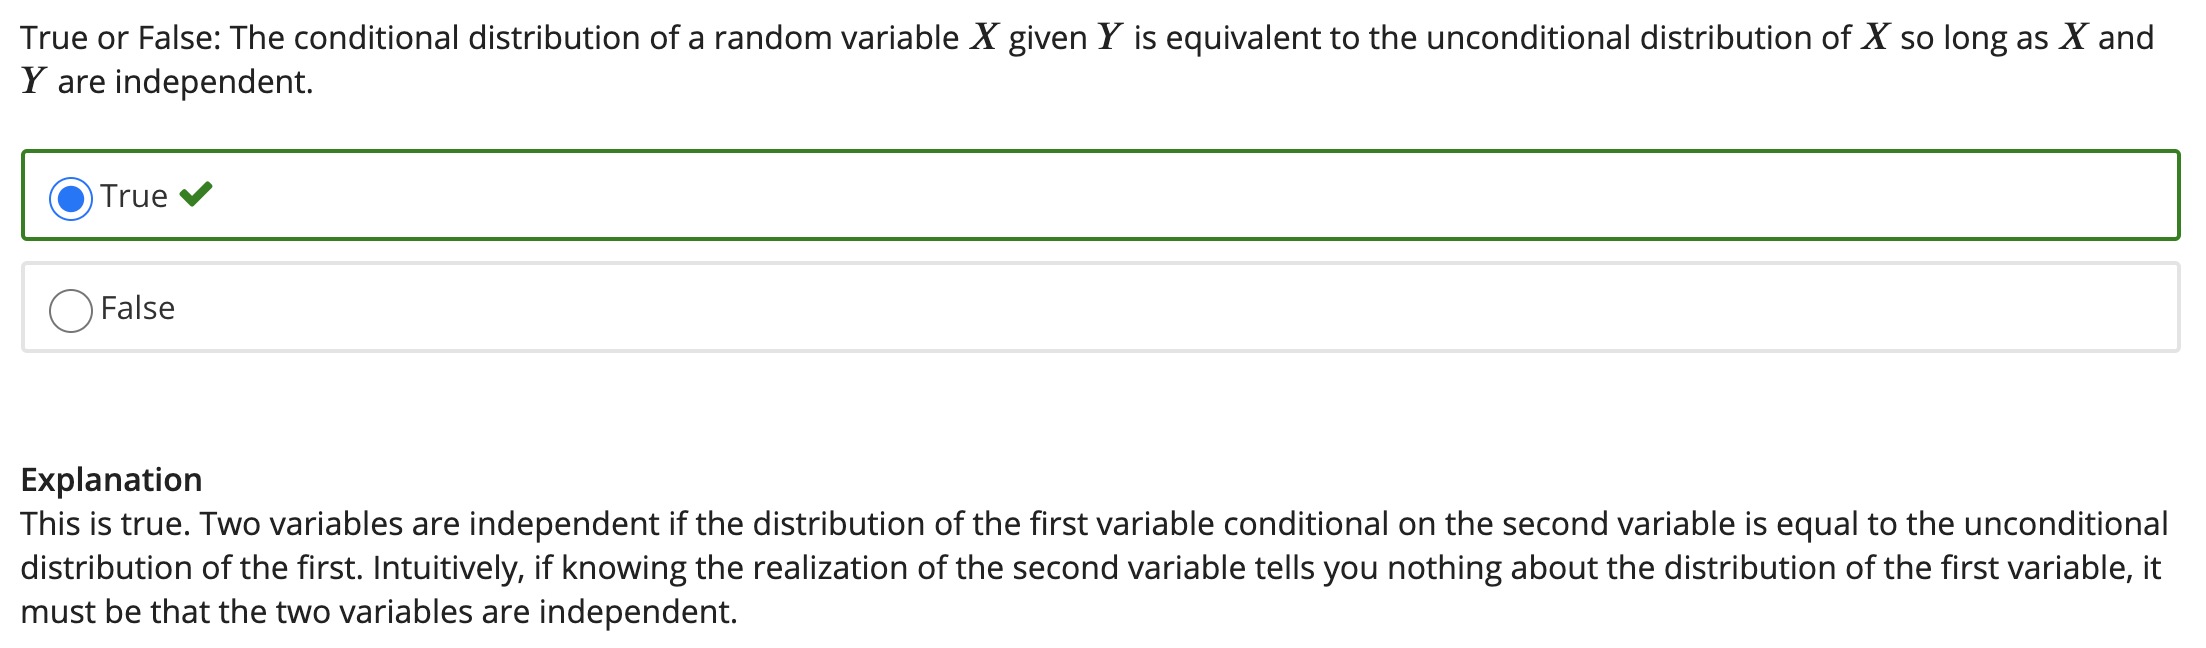 True or False: The conditional distribution of a random variable X given Y is equivalent to the unconditional distribution of X so long as X and
Y are independent.
True
False
Explanation
This is true. Two variables are independent if the distribution of the first variable conditional on the second variable is equal to the unconditional
distribution of the first. Intuitively, if knowing the realization of the second variable tells you nothing about the distribution of the first variable, it
must be that the two variables are independent.